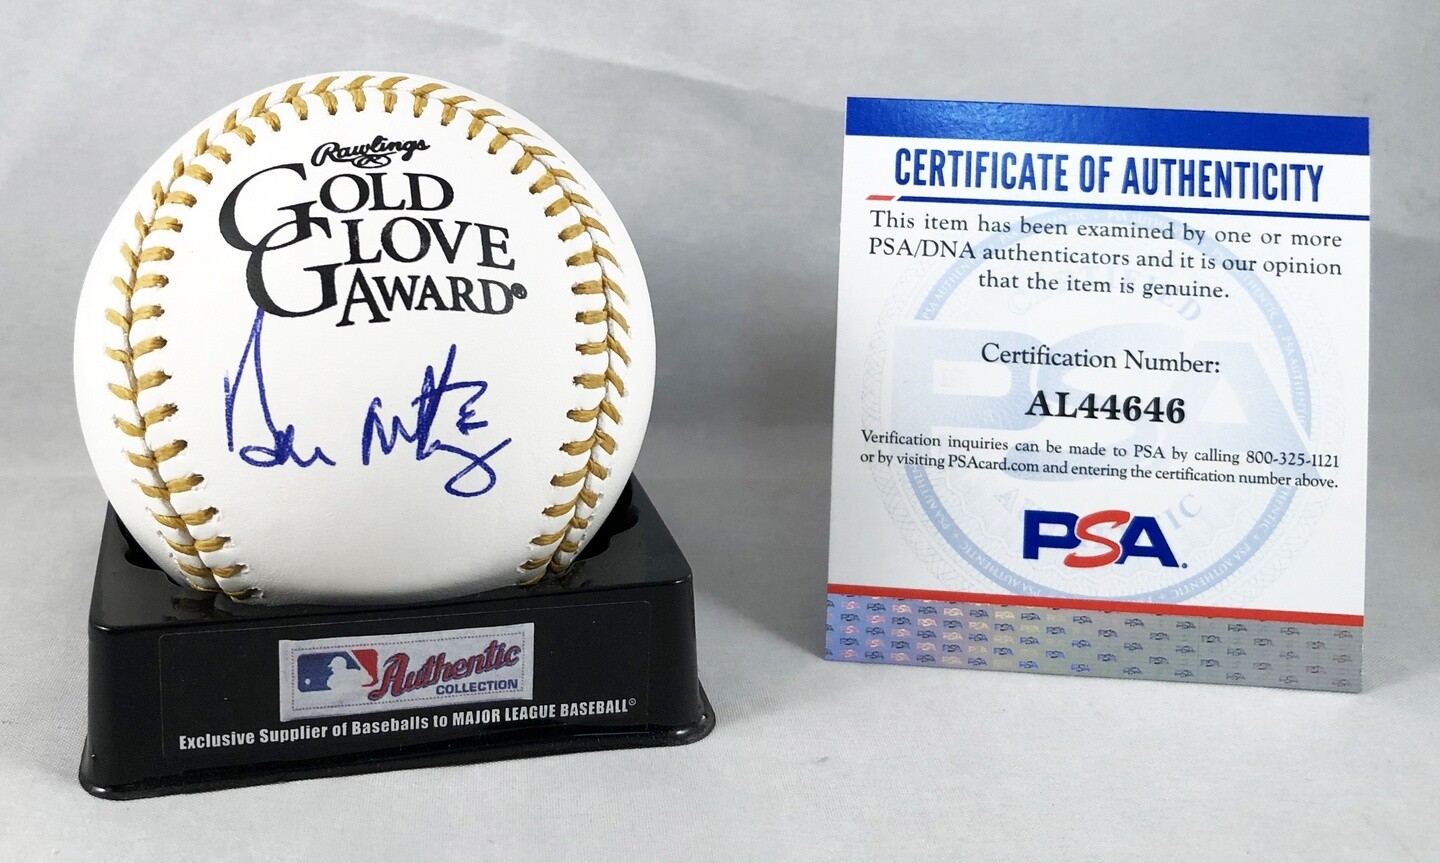 Rawlings
GOLD
GLOVE
AWARD®
Don Mattingly
Authentic
COLLECTION
Exclusive Supplier of Baseballs to MAJOR LEAGUE BASEBALL®
CERTIFICATE OF AUTHENTICITY
This item has been examined by one or more
PSA/DNA authenticators and it is our opinion
that the item is genuine.
Certification Number:
AL44646
Verification inquiries can be made to PSA by calling 800-325-1121
or by visiting PSAcard.com and entering the certification number above.
PSA.